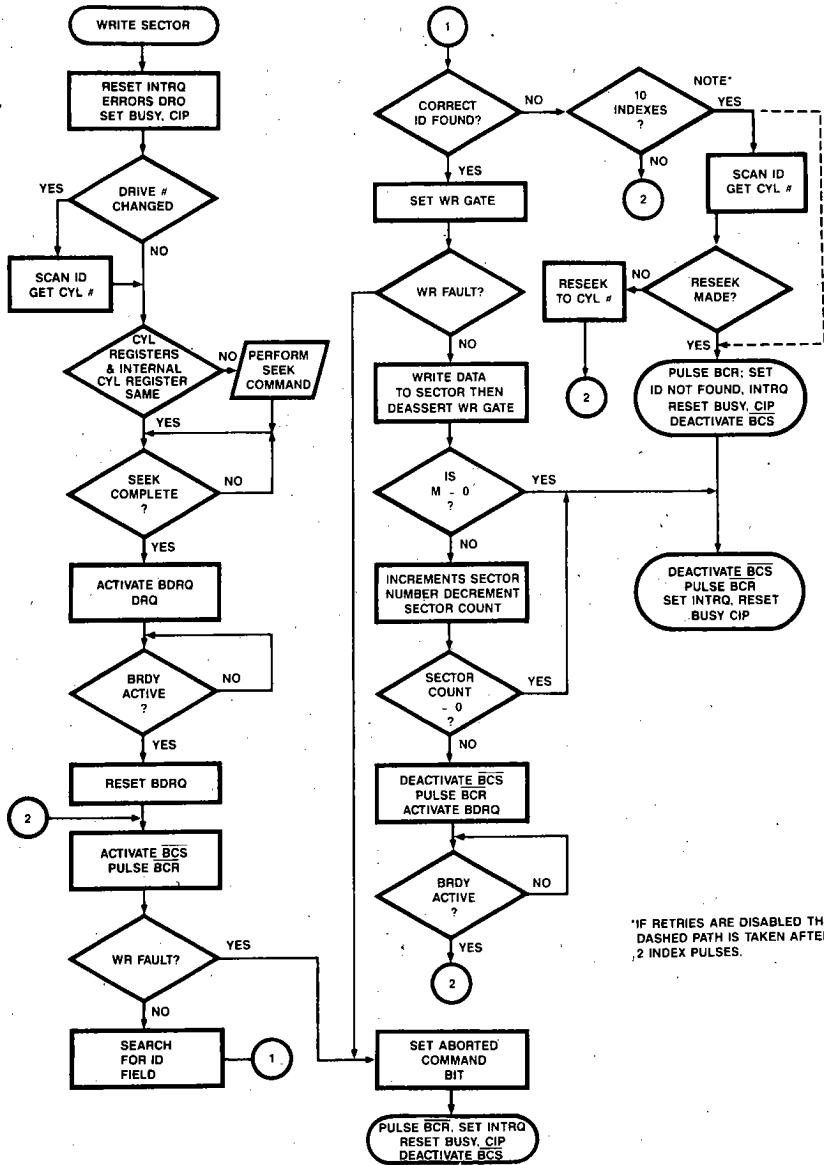 WRITE SECTOR
RESET INTRQ
ERRORS DRO
SET BUSY, CIP
DRIVE #
CHANGED
YES
NO
SCAN ID
GET CYL #
CYL
REGISTERS
& INTERNAL
CYL REGISTER
SAME
NO
PERFORM
SEEK
COMMAND
YES
SEEK
COMPLETE
?
NO
YES
ACTIVATE BDRQ
DRQ
BRDY
ACTIVE
?
NO
YES
RESET BDRQ
2
ACTIVATE BCS
PULSE BCR
WR FAULT?
YES
NO
SEARCH
FOR ID
FIELD
1
1
CORRECT
ID FOUND?
NO
YES
10
INDEXES
?
NOTE*
YES
NO
2
SCAN ID
GET CYL #
RESEEK
MADE?
NO
RESEEK
TO CYL #
2
YES
PULSE BCR; SET
ID NOT FOUND, INTRQ
RESET BUSY, CIP
DEACTIVATE BCS
SET WR GATE
WR FAULT?
NO
WRITE DATA
TO SECTOR THEN
DEASSERT WR GATE
IS
M - 0
?
YES
NO
INCREMENTS SECTOR
NUMBER DECREMENT
SECTOR COUNT
DEACTIVATE BCS
PULSE BCR
SET INTRQ, RESET
BUSY CIP
SECTOR
COUNT
- 0
?
YES
NO
DEACTIVATE BCS
PULSE BCR
ACTIVATE BDRQ
BRDY
ACTIVE
?
NO
YES
2
*IF RETRIES ARE DISABLED TH
DASHED PATH IS TAKEN AFTE
2 INDEX PULSES.
SET ABORTED
COMMAND
BIT
PULSE BCR, SET INTRQ
RESET BUSY, CIP
DEACTIVATE BCS